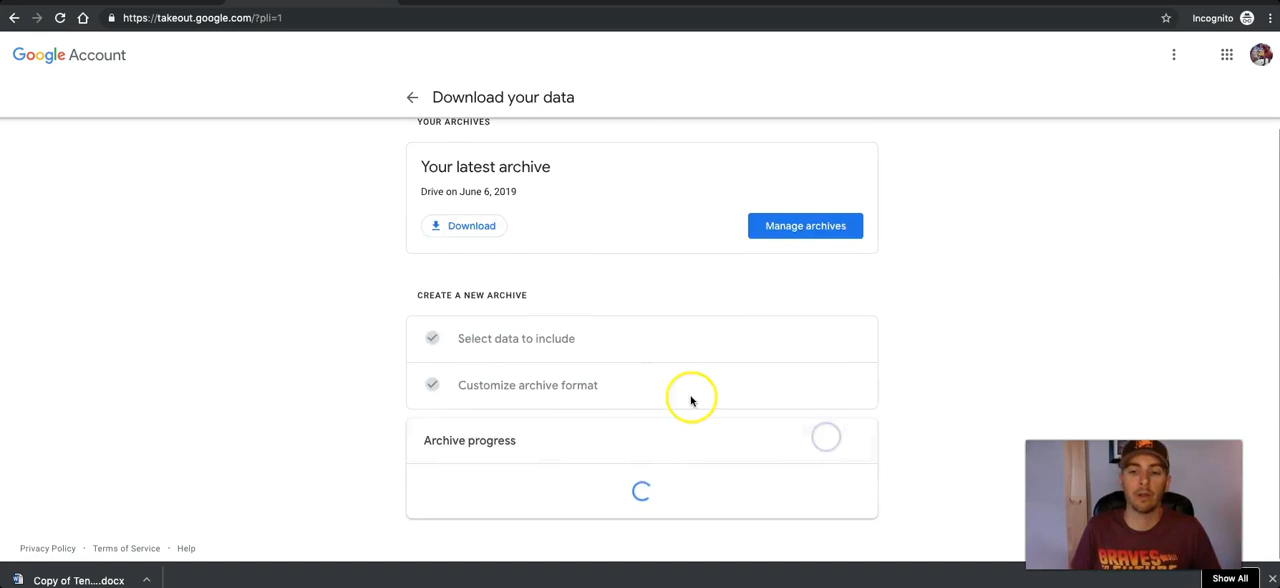 https://takeout.google.com/?pli=1
Incognito
Google Account
Download your data
YOUR ARCHIVES
Your latest archive
Drive on June 6, 2019
Download
Manage archives
CREATE A NEW ARCHIVE
Select data to include
Customize archive format
Archive progress
BRAVES
FUTURE
Privacy Policy · Terms of Service · Help
Copy of Ten....docx
Show All